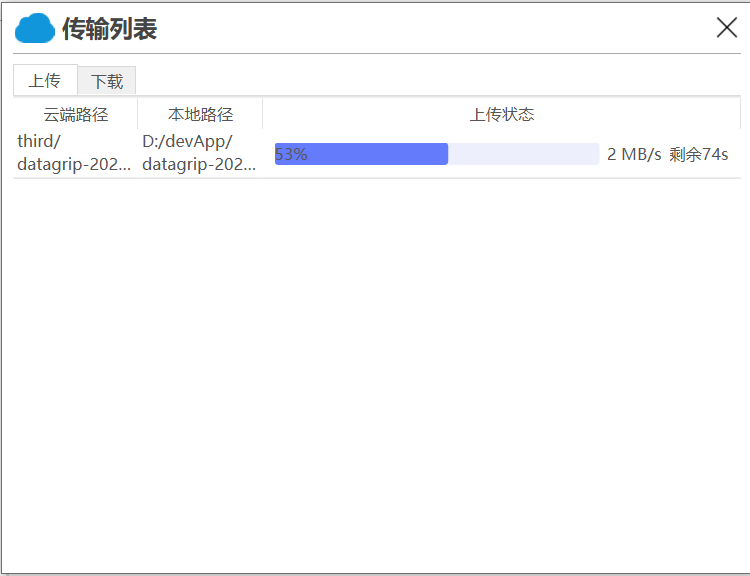 传输列表
上传 下载
云端路径 本地路径 上传状态
third/ D:/devApp/
datagrip-202... datagrip-202...
53% 2 MB/s 剩余74s